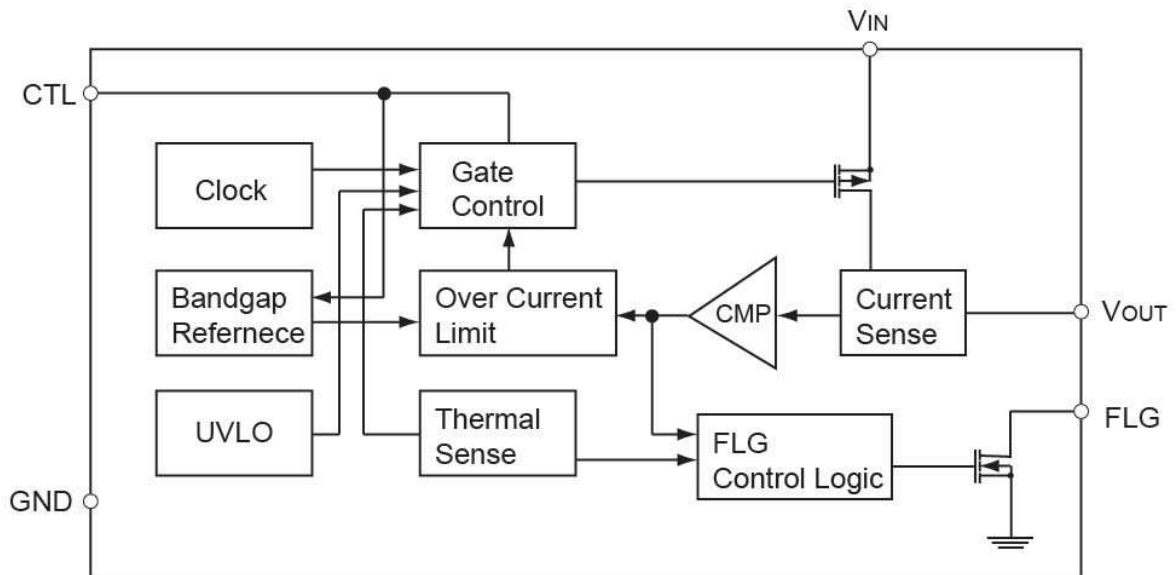 VIN
CTL
Clock
Gate
Control
Bandgap
Refernece
Over Current
Limit
CMP
Current
Sense
VOUT
UVLO
Thermal
Sense
FLG
Control Logic
FLG
GND